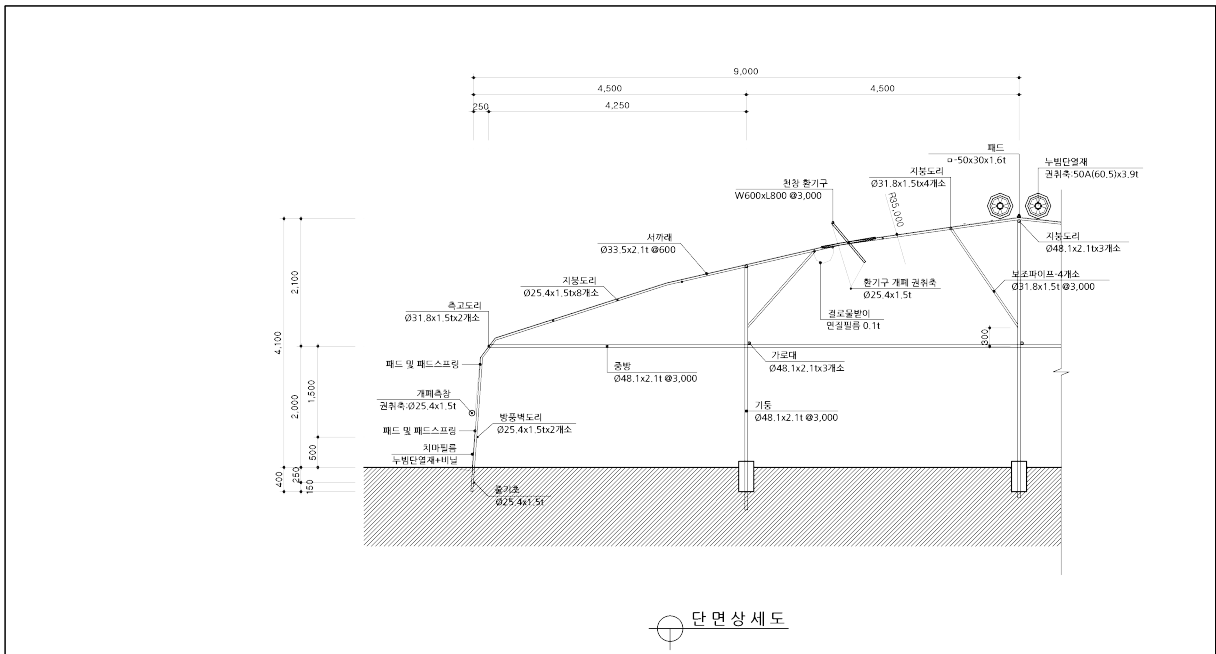 9,000
4,500
4,500
250
4,250
패드
ㅁ-50x30x1.6t
누빔단열재
권취축:50A(60.5)x3.9t
지붕도리
Ø31.8x1.5tx4개소
천창 환기구
W600xL800 @3,000
R35,000
서까래
Ø33.5x2.1t @600
지붕도리
Ø48.1x2.1tx3개소
지붕도리
Ø25.4x1.5tx8개소
환기구 개폐 권취축
Ø25.4x1.5t
보조파이프-4개소
Ø31.8x1.5t @3,000
측고도리
Ø31.8x1.5tx2개소
결로물받이
연질필름 0.1t
300
2,100
4,100
가로대
Ø48.1x2.1tx3개소
중방
Ø48.1x2.1t @3,000
패드 및 패드스프링
개폐측창
권취축:Ø25.4x1.5t
1,500
2,000
기둥
Ø48.1x2.1t @3,000
방풍벽도리
Ø25.4x1.5tx2개소
패드 및 패드스프링
치마필름
누빔단열재+비닐
500
400
250
150
줄기초
Ø25.4x1.5t
단면상세도